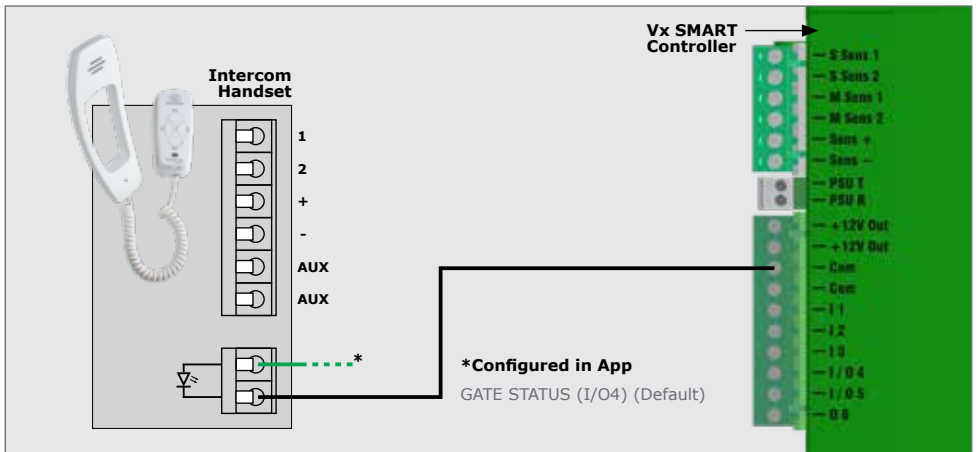 Vx SMART
Controller
Intercom
Handset
1
2
+
-
AUX
AUX
*
*Configured in App
GATE STATUS (I/O4) (Default)
S Sens 1
S Sens 2
M Sens 1
M Sens 2
Sens +
Sens -
PSU T
PSU R
+12V Out
+12V Out
Com
Com
I 1
I 2
I 3
I/O 4
I/O 5
O 6